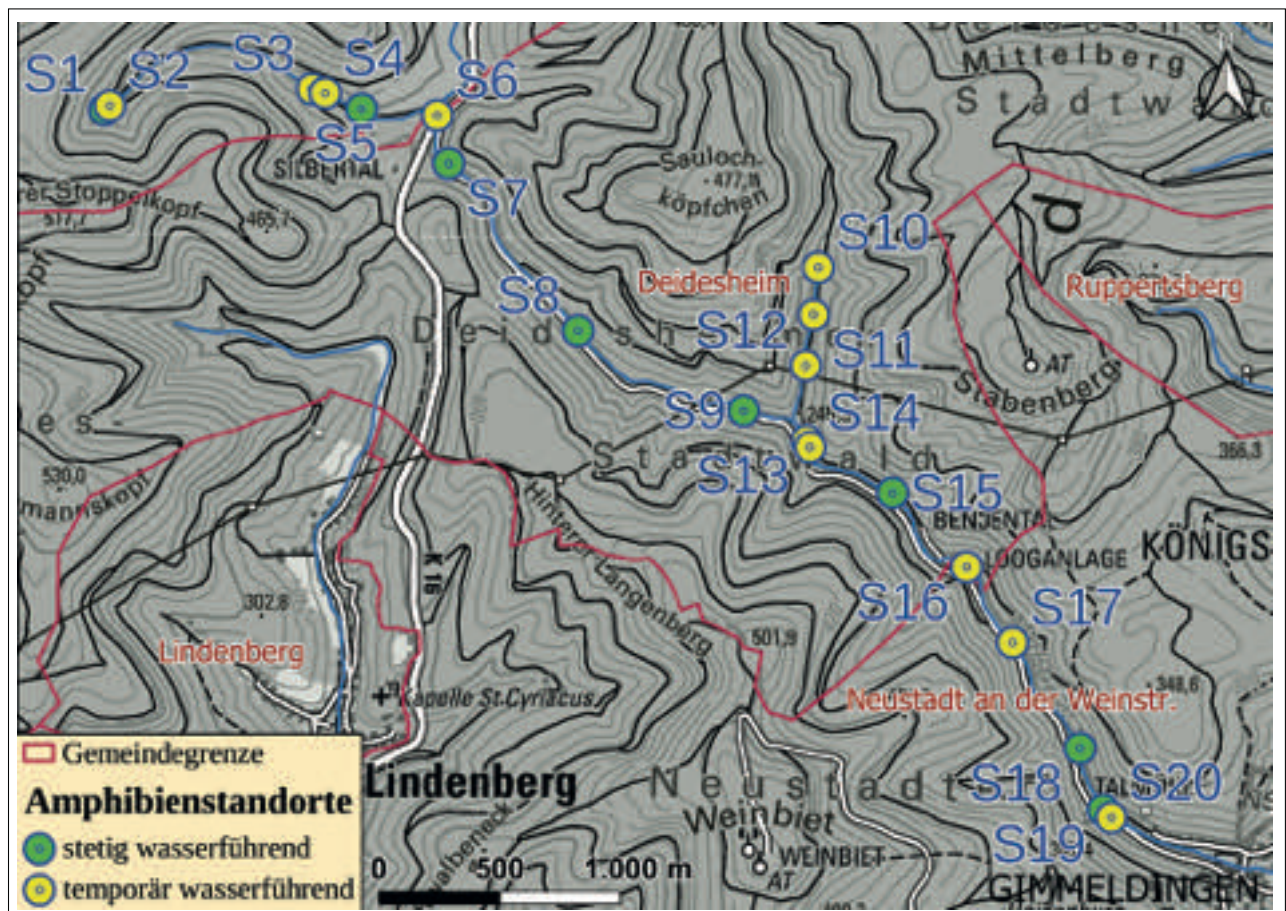 S1
S2
S3
S4
S5
S6
S7
S8
S9
S10
S11
S12
S13
S14
S15
S16
S17
S18
S19
S20
Mittelberg
SILBERTAL
Stoppelkopf
517,7
465,7
Sauloch-
477,8
köpfchen
Deidesheim
Ruppertsberg
Stabenberg
AT
366,3
530,0
Stadtwald
BENJENTAL
LOOGANLAGE
KÖNIGS
Hinterer Langenberg
K 16
302,8
501,9
Lindenberg
Kapelle St.Cyriacus
Neustadt an der Weinstr.
348,6
Neustadt
Weinbiet
WEINBIET
AT
GIMMELDINGEN
Lindenberg
Gemeindegrenze
Amphibienstandorte
stetig wasserführend
temporär wasserführend
0 500 1.000 m